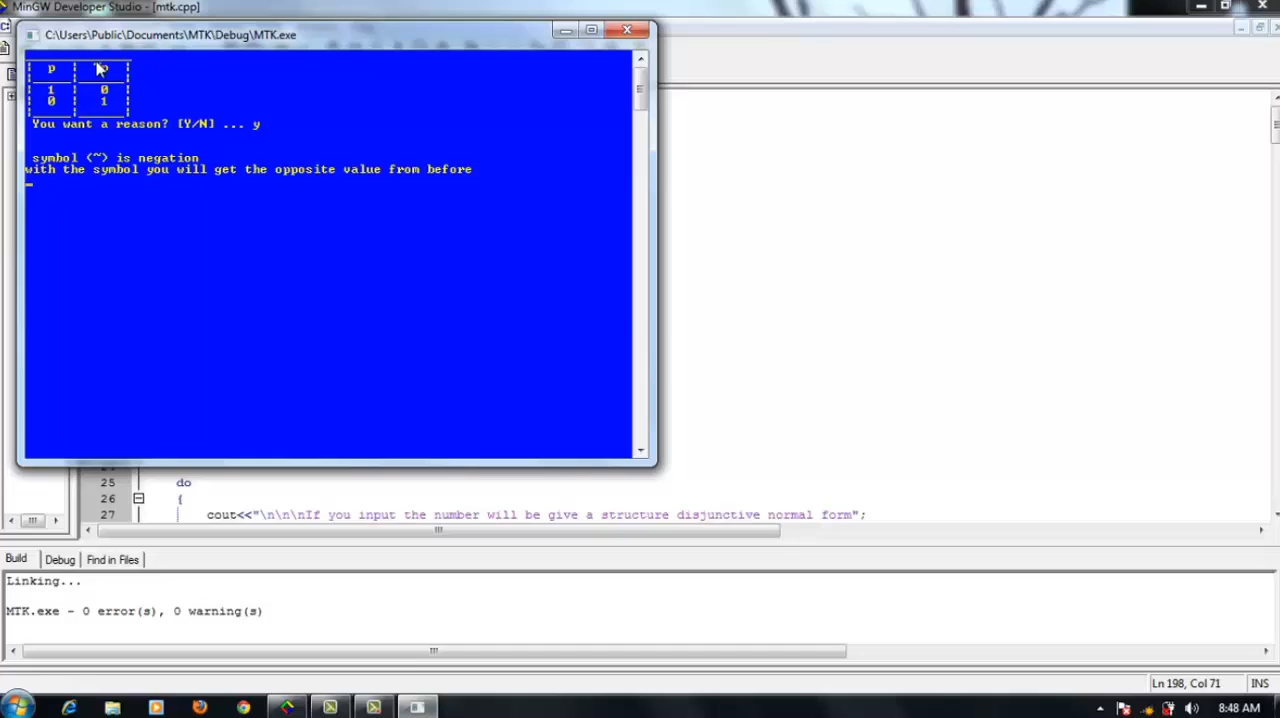 MinGW Developer Studio - [mtk.cpp]
C:\Users\Public\Documents\MTK\Debug\MTK.exe
p
1 0
0 1
You want a reason? [Y/N] ... y
symbol (~) is negation
with the symbol you will get the opposite value from before
25 do
26 {
27 cout<<"\n\n\nIf you input the number will be give a structure disjunctive normal form";
Build Debug Find in Files
Linking...
MTK.exe - 0 error(s), 0 warning(s)
Ln 198, Col 71 INS
8:48 AM